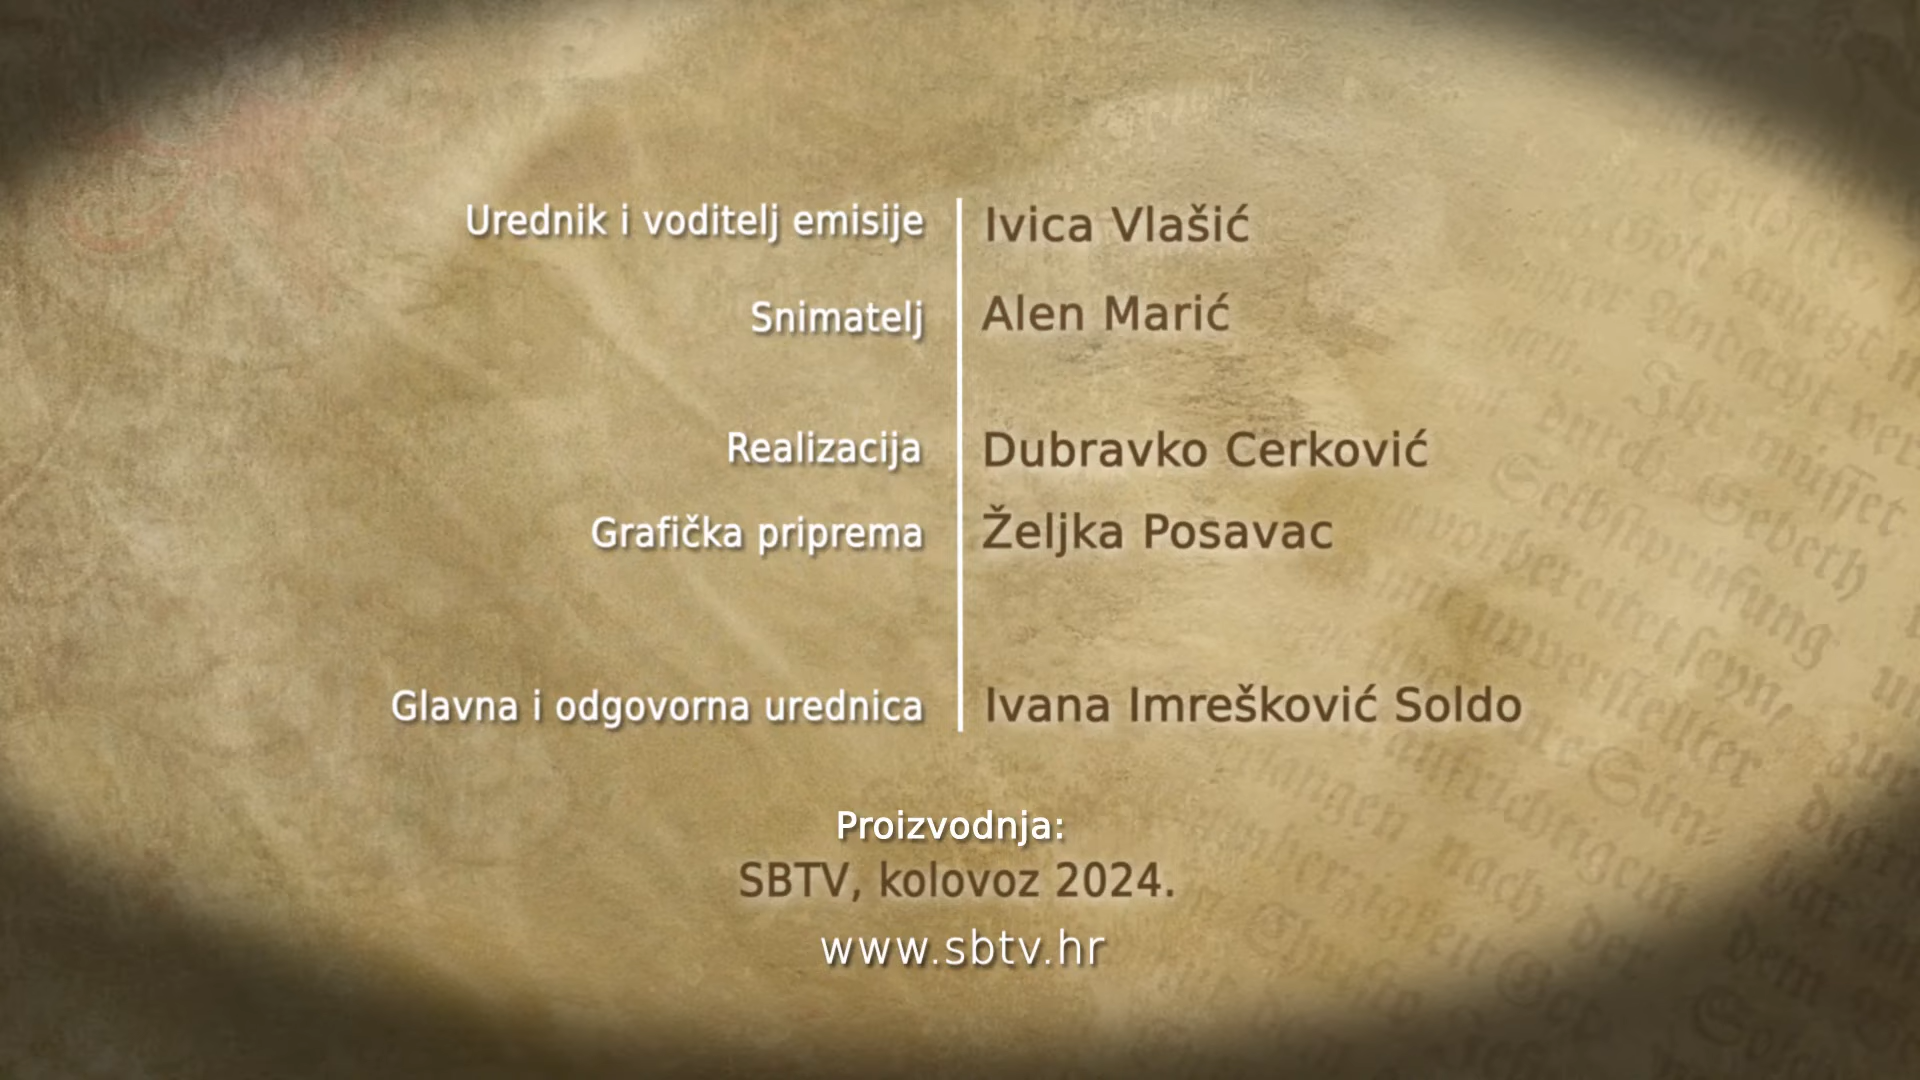 Urednik i voditelj emisije Ivica Vlašić
Snimatelj Alen Marić
Realizacija Dubravko Cerković
Grafička priprema Željka Posavac
Glavna i odgovorna urednica Ivana Imrešković Soldo
Proizvodnja:
SBTV, kolovoz 2024.
www.sbtv.hr